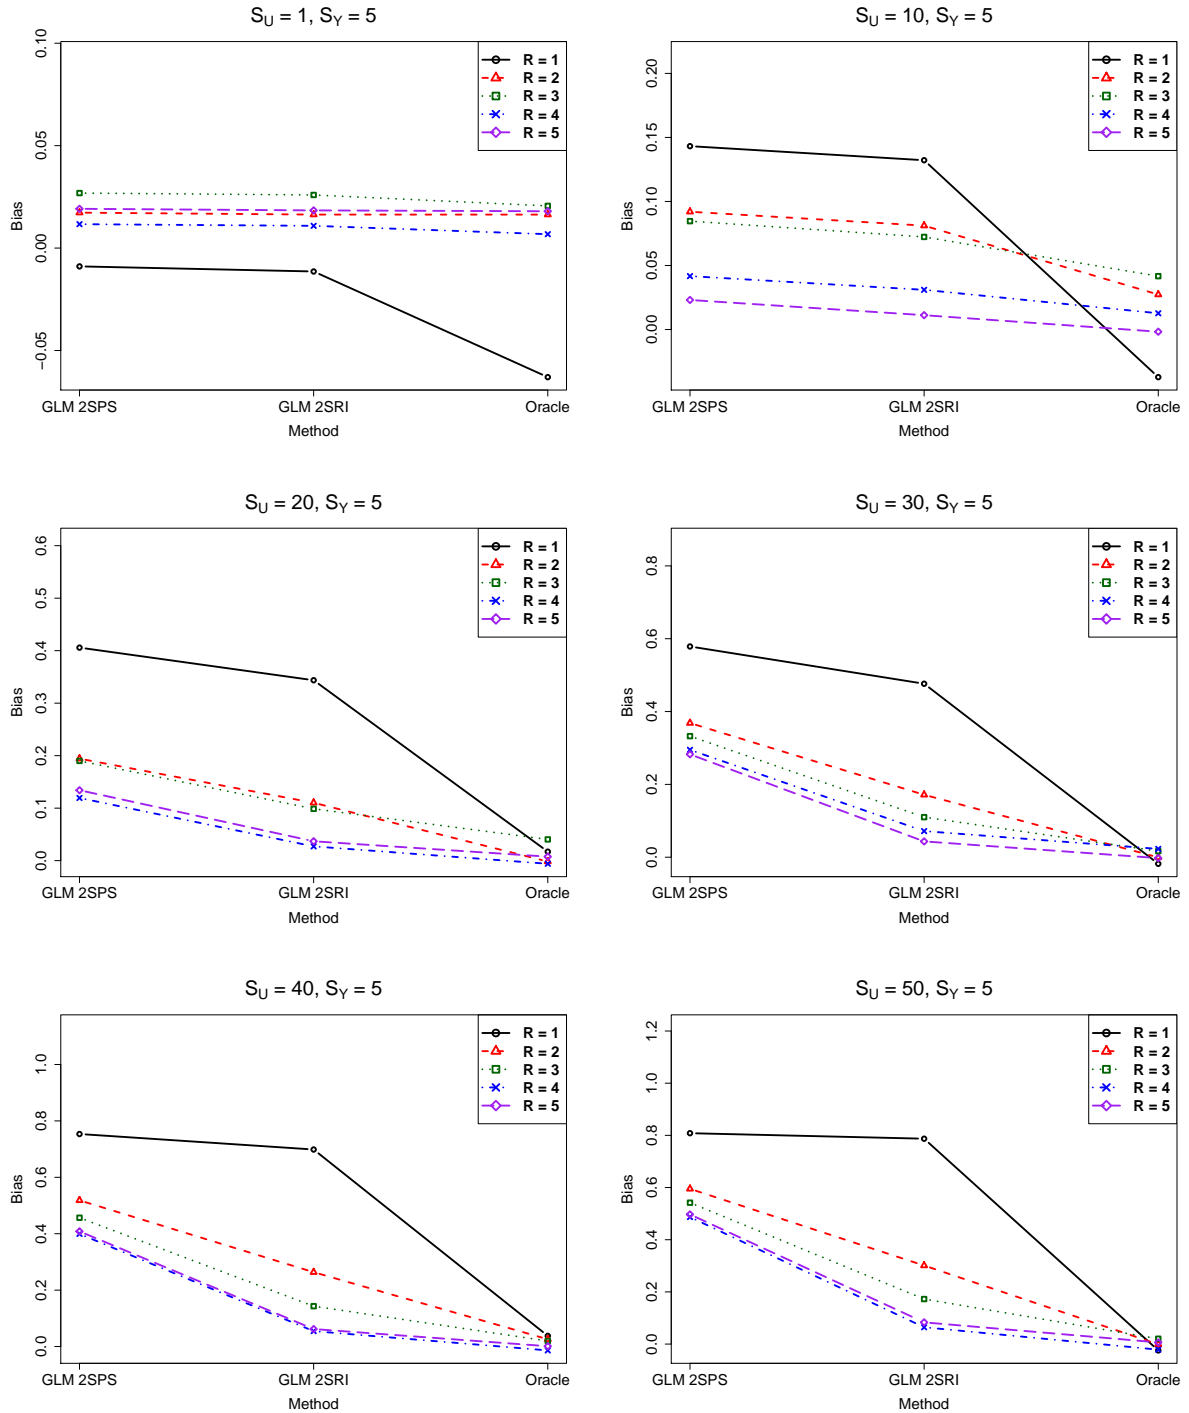 S_U = 1, S_Y = 5
0.10
0.05
0.00
−0.05
Bias
R = 1
R = 2
R = 3
R = 4
R = 5
GLM 2SPS
GLM 2SRI
Oracle
Method
S_U = 10, S_Y = 5
0.20
0.15
0.10
0.05
0.00
Bias
R = 1
R = 2
R = 3
R = 4
R = 5
GLM 2SPS
GLM 2SRI
Oracle
Method
S_U = 20, S_Y = 5
0.6
0.5
0.4
0.3
0.2
0.1
0.0
Bias
R = 1
R = 2
R = 3
R = 4
R = 5
GLM 2SPS
GLM 2SRI
Oracle
Method
S_U = 30, S_Y = 5
0.8
0.6
0.4
0.2
0.0
Bias
R = 1
R = 2
R = 3
R = 4
R = 5
GLM 2SPS
GLM 2SRI
Oracle
Method
S_U = 40, S_Y = 5
1.0
0.8
0.6
0.4
0.2
0.0
Bias
R = 1
R = 2
R = 3
R = 4
R = 5
GLM 2SPS
GLM 2SRI
Oracle
Method
S_U = 50, S_Y = 5
1.2
1.0
0.8
0.6
0.4
0.2
0.0
Bias
R = 1
R = 2
R = 3
R = 4
R = 5
GLM 2SPS
GLM 2SRI
Oracle
Method